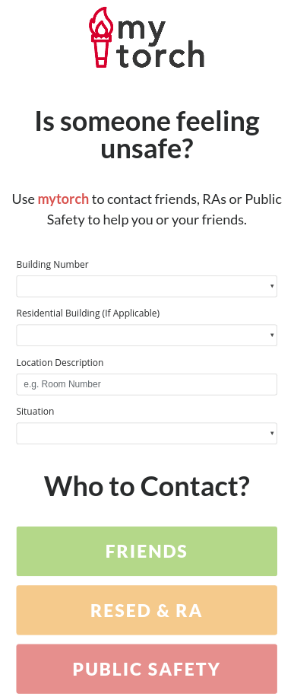 my
torch
Is someone feeling
unsafe?
Use mytorch to contact friends, RAs or Public
Safety to help you or your friends.
Building Number
Residential Building (If Applicable)
Location Description
e.g. Room Number
Situation
Who to Contact?
FRIENDS
RESED & RA
PUBLIC SAFETY